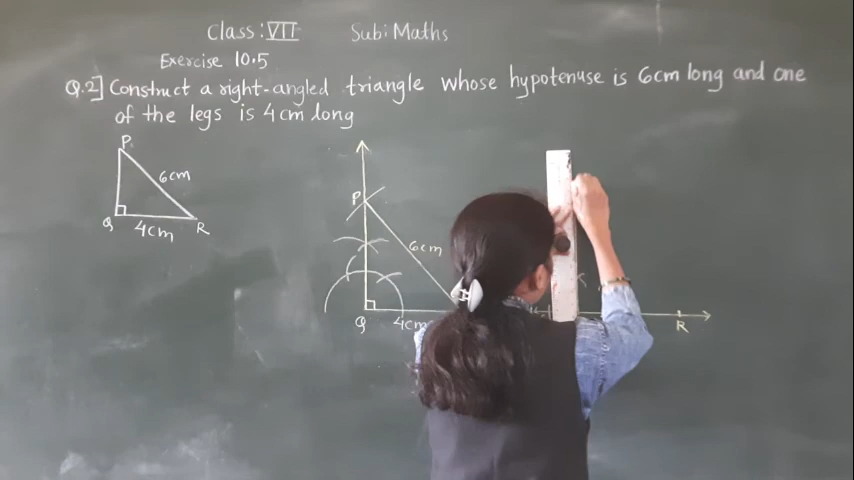 Class: VII Sub: Maths
Exercise 10.5
Q.2] Construct a right-angled triangle whose hypotenuse is 6cm long and one
of the legs is 4cm long
P
6cm
Q 4cm R
P
6cm
Q 4cm R